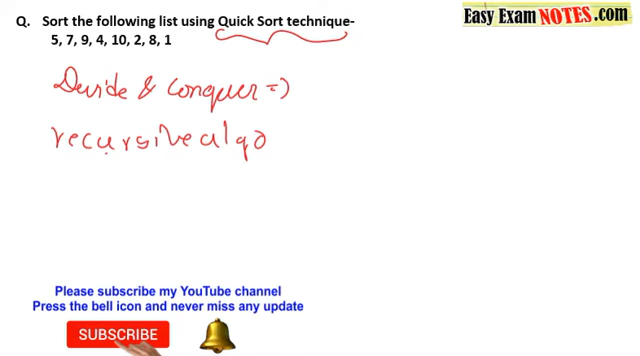 Easy Exam NOTES.com
Q. Sort the following list using Quick Sort technique-
5, 7, 9, 4, 10, 2, 8, 1
Devide & Conquer =>
recursive algo
Please subscribe my YouTube channel
Press the bell icon and never miss any update
SUBSCRIBE